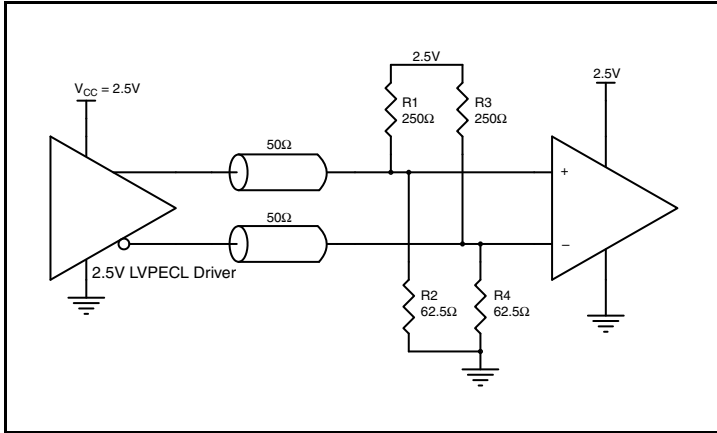 2.5V
V_CC = 2.5V
2.5V
R1
250Ω
R3
250Ω
50Ω
+
50Ω
–
2.5V LVPECL Driver
R2
62.5Ω
R4
62.5Ω